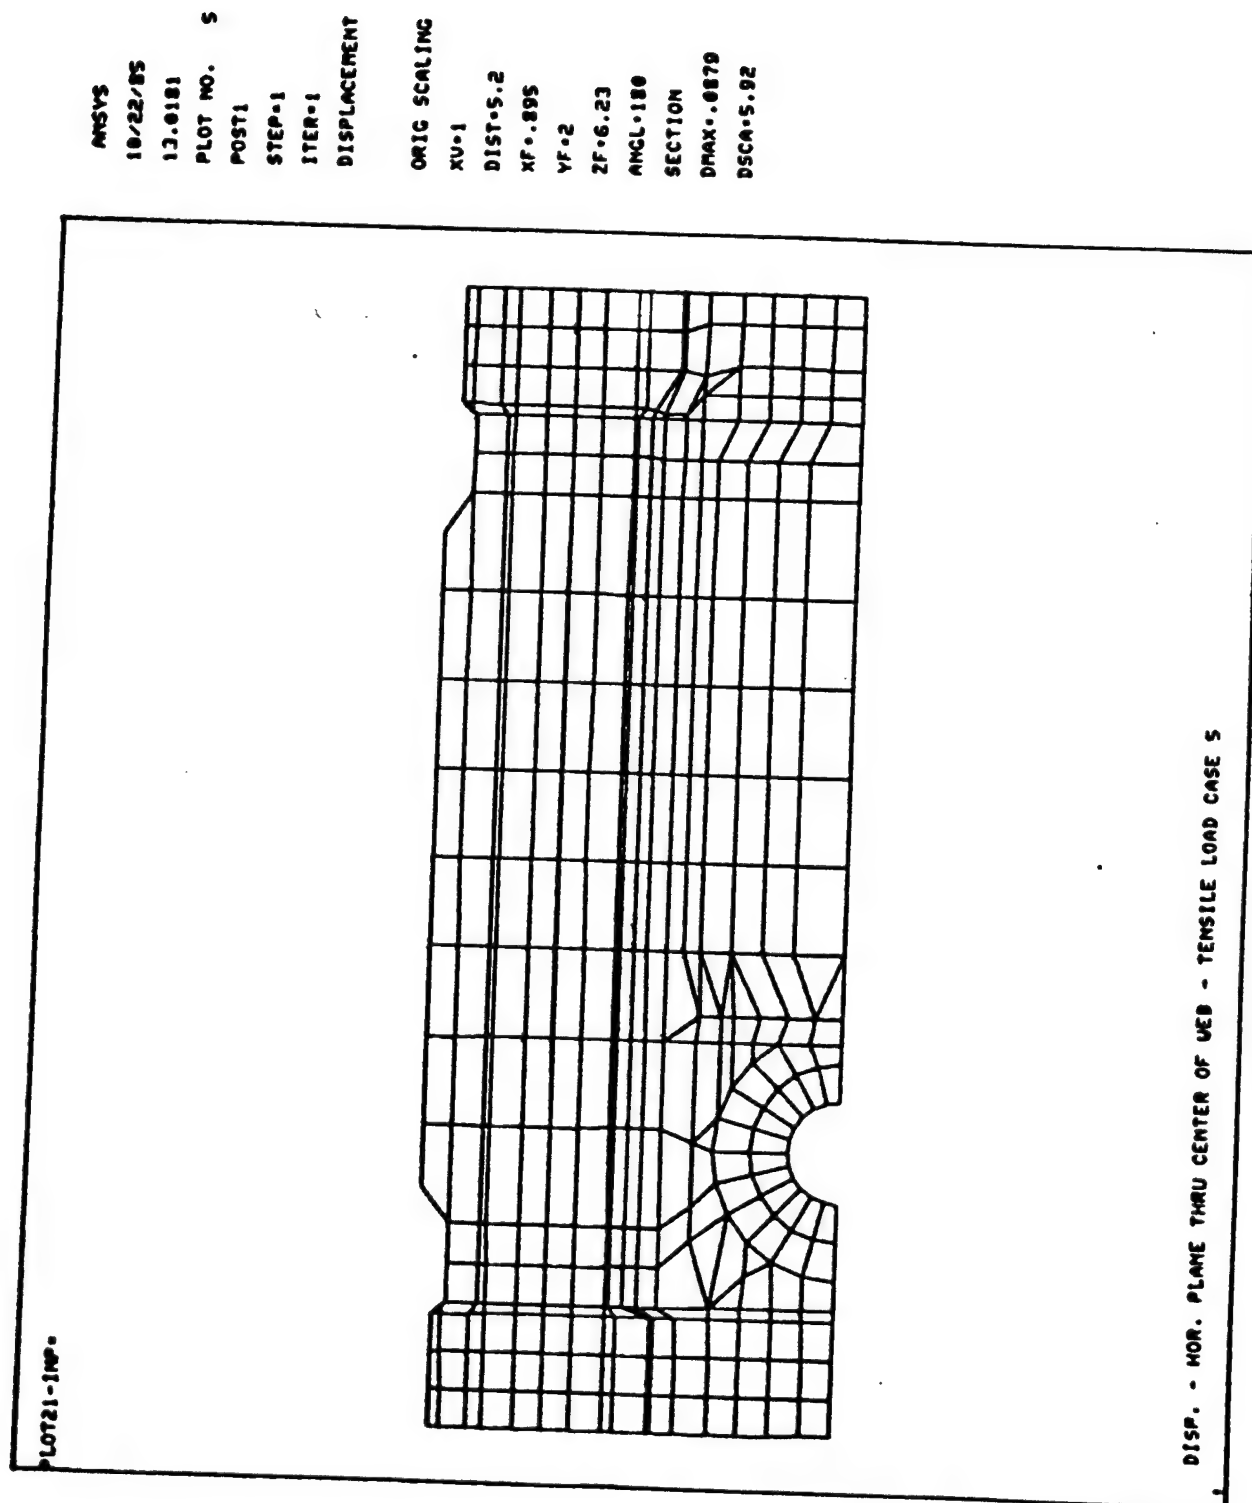 ANSYS
10/22/85
13.0181
PLOT NO. 5
POST1
STEP=1
ITER=1
DISPLACEMENT
ORIG SCALING
XV=1
DIST=5.2
XF=.895
YF=2
ZF=6.23
ANGL=180
SECTION
DMAX=.0879
DSCA=5.92
PLOT21-INP=
DISP. - HOR. PLANE THRU CENTER OF WEB - TENSILE LOAD CASE 5